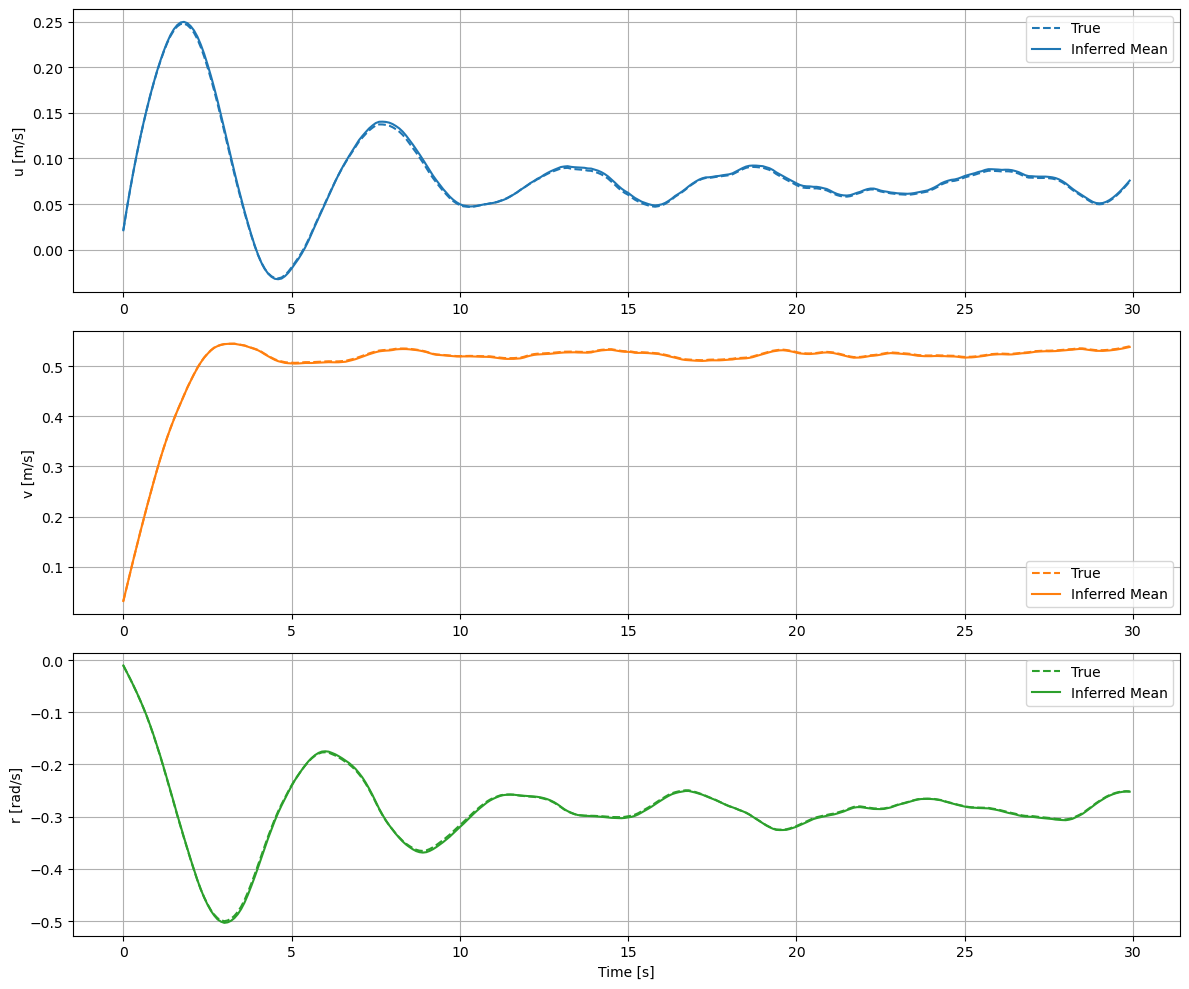 0.25
0.20
0.15
0.10
0.05
0.00
u [m/s]
True
Inferred Mean
0 5 10 15 20 25 30
0.5
0.4
0.3
0.2
0.1
v [m/s]
True
Inferred Mean
0 5 10 15 20 25 30
0.0
−0.1
−0.2
−0.3
−0.4
−0.5
r [rad/s]
True
Inferred Mean
0 5 10 15 20 25 30
Time [s]